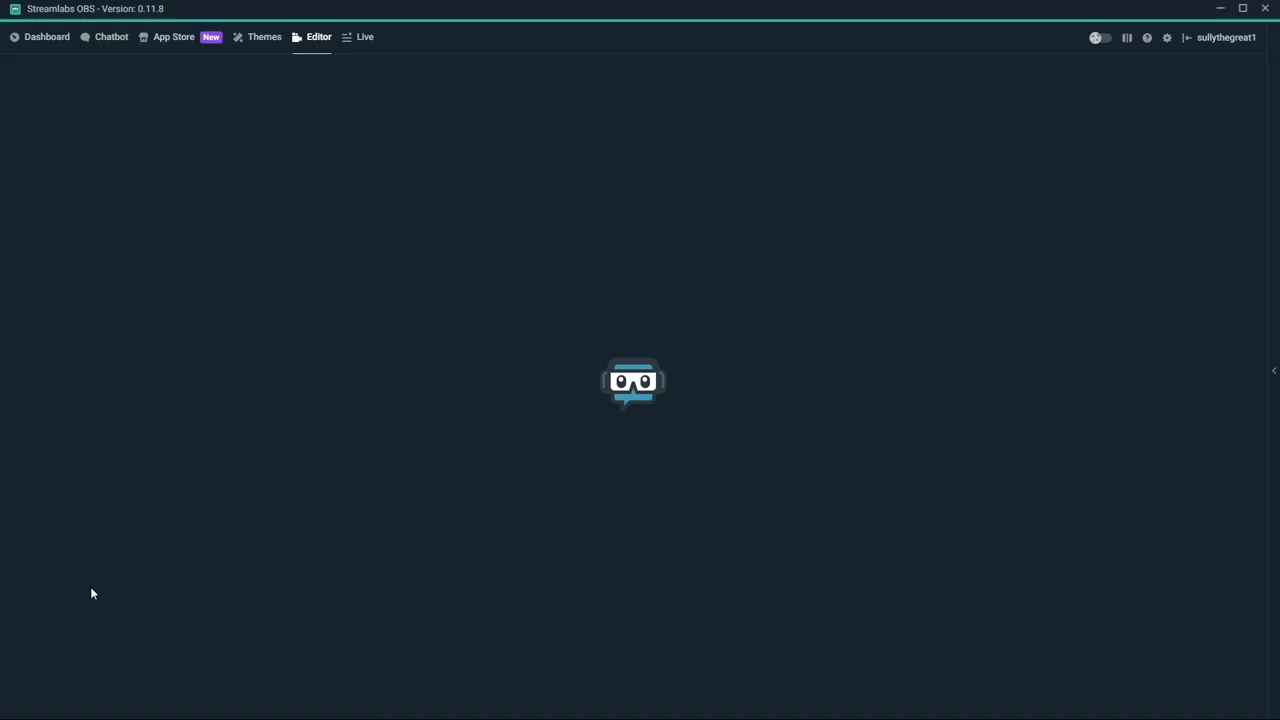 Streamlabs OBS - Version: 0.11.8
Dashboard Chatbot App Store New Themes Editor Live sullythegreat1